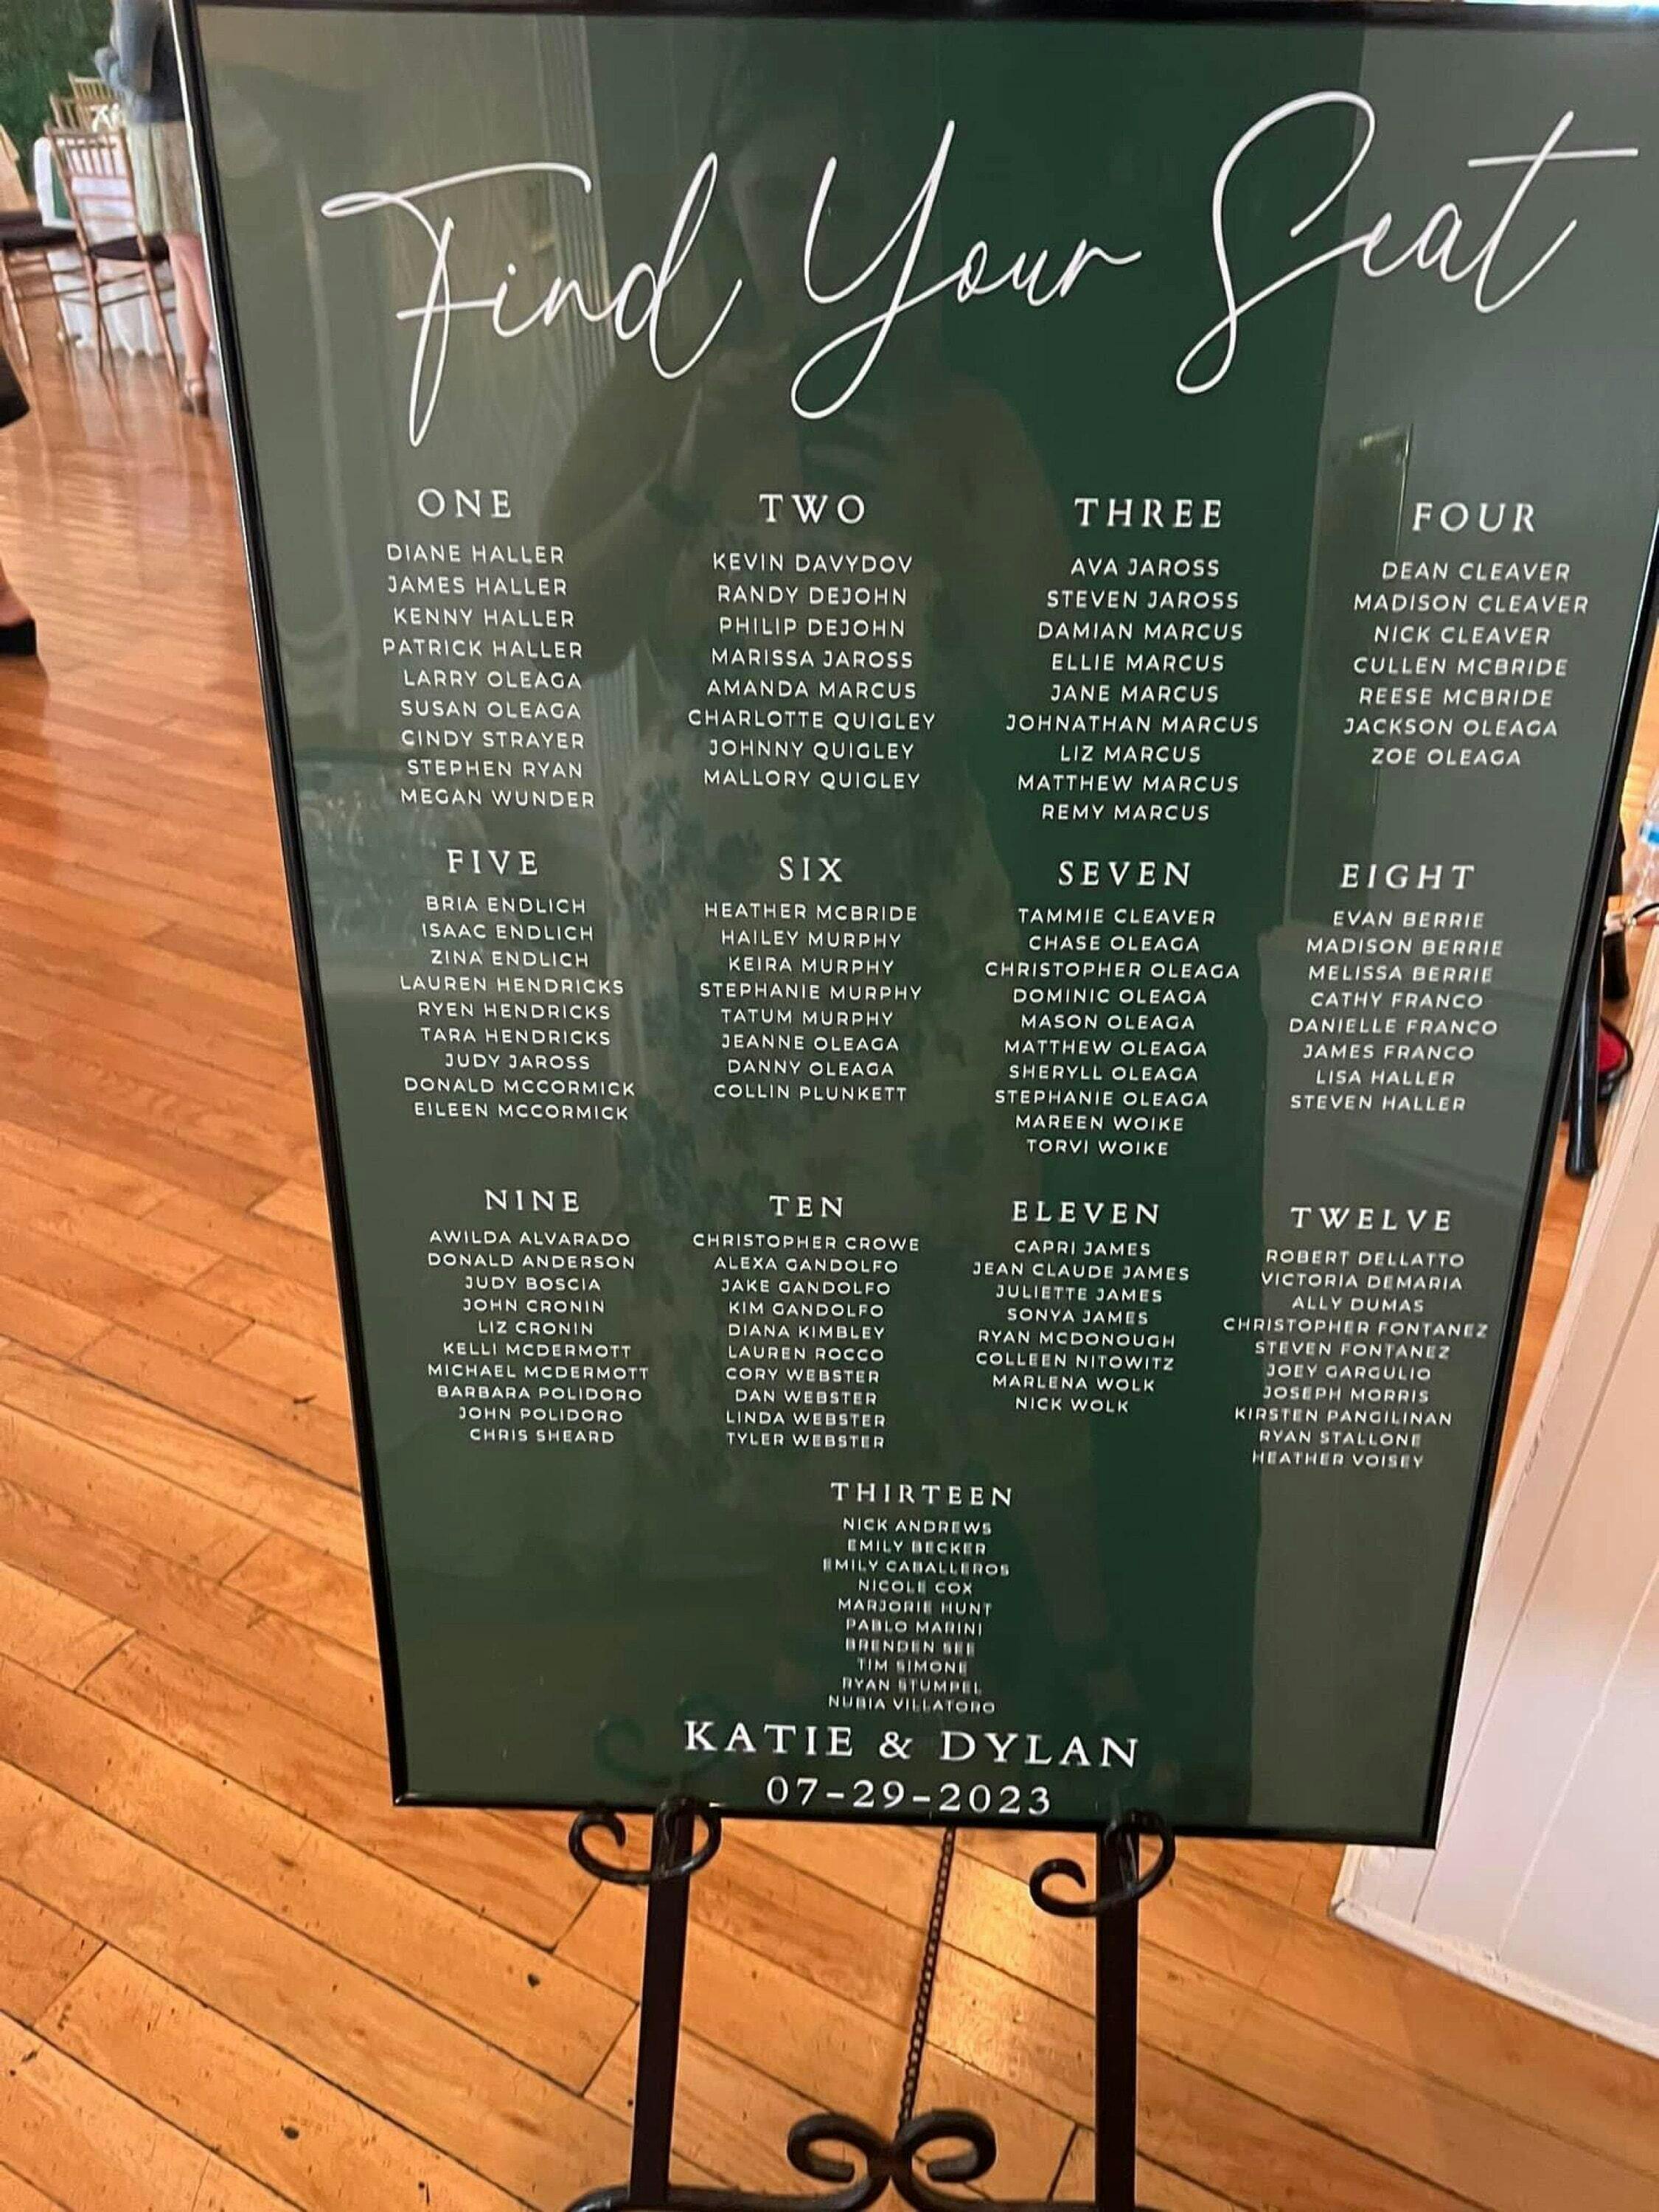 Find Your Seat
ONE
DIANE HALLER
JAMES HALLER
KENNY HALLER
PATRICK HALLER
LARRY OLEAGA
SUSAN OLEAGA
CINDY STRAYER
STEPHEN RYAN
MEGAN WUNDER
TWO
KEVIN DAVYDOV
RANDY DEJOHN
PHILIP DEJOHN
MARISSA JAROSS
AMANDA MARCUS
CHARLOTTE QUIGLEY
JOHNNY QUIGLEY
MALLORY QUIGLEY
THREE
AVA JAROSS
STEVEN JAROSS
DAMIAN MARCUS
ELLIE MARCUS
JANE MARCUS
JOHNATHAN MARCUS
LIZ MARCUS
MATTHEW MARCUS
REMY MARCUS
FOUR
DEAN CLEAVER
MADISON CLEAVER
NICK CLEAVER
CULLEN MCBRIDE
REESE MCBRIDE
JACKSON OLEAGA
ZOE OLEAGA
FIVE
BRIA ENDLICH
ISAAC ENDLICH
ZINA ENDLICH
LAUREN HENDRICKS
RYEN HENDRICKS
TARA HENDRICKS
JUDY JAROSS
DONALD MCCORMICK
EILEEN MCCORMICK
SIX
HEATHER MCBRIDE
HAILEY MURPHY
KEIRA MURPHY
STEPHANIE MURPHY
TATUM MURPHY
JEANNE OLEAGA
DANNY OLEAGA
COLLIN PLUNKETT
SEVEN
TAMMIE CLEAVER
CHASE OLEAGA
CHRISTOPHER OLEAGA
DOMINIC OLEAGA
MASON OLEAGA
MATTHEW OLEAGA
SHERYLL OLEAGA
STEPHANIE OLEAGA
MAREEN WOIKE
TORVI WOIKE
EIGHT
EVAN BERRIE
MADISON BERRIE
MELISSA BERRIE
CATHY FRANCO
DANIELLE FRANCO
JAMES FRANCO
LISA HALLER
STEVEN HALLER
NINE
AWILDA ALVARADO
DONALD ANDERSON
JUDY BOSCIA
JOHN CRONIN
LIZ CRONIN
KELLI MCDERMOTT
MICHAEL MCDERMOTT
BARBARA POLIDORO
JOHN POLIDORO
CHRIS SHEARD
TEN
CHRISTOPHER CROWE
ALEXA GANDOLFO
JAKE GANDOLFO
KIM GANDOLFO
DIANA KIMBLEY
LAUREN ROCCO
CORY WEBSTER
DAN WEBSTER
LINDA WEBSTER
TYLER WEBSTER
ELEVEN
CAPRI JAMES
JEAN CLAUDE JAMES
JULIETTE JAMES
SONYA JAMES
RYAN MCDONOUGH
COLLEEN NITOWITZ
MARLENA WOLK
NICK WOLK
TWELVE
ROBERT DELLATTO
VICTORIA DEMARIA
ALLY DUMAS
CHRISTOPHER FONTANEZ
STEVEN FONTANEZ
JOEY GARGULIO
JOSEPH MORRIS
KIRSTEN PANGILINAN
RYAN STALLONE
HEATHER VOISEY
THIRTEEN
NICK ANDREWS
EMILY BECKER
EMILY CABALLEROS
NICOLE COX
MARJORIE HUNT
PABLO MARINI
BRENDEN SEE
TIM SIMONE
RYAN STUMPEL
NUBIA VILLATORO
KATIE & DYLAN
07-29-2023